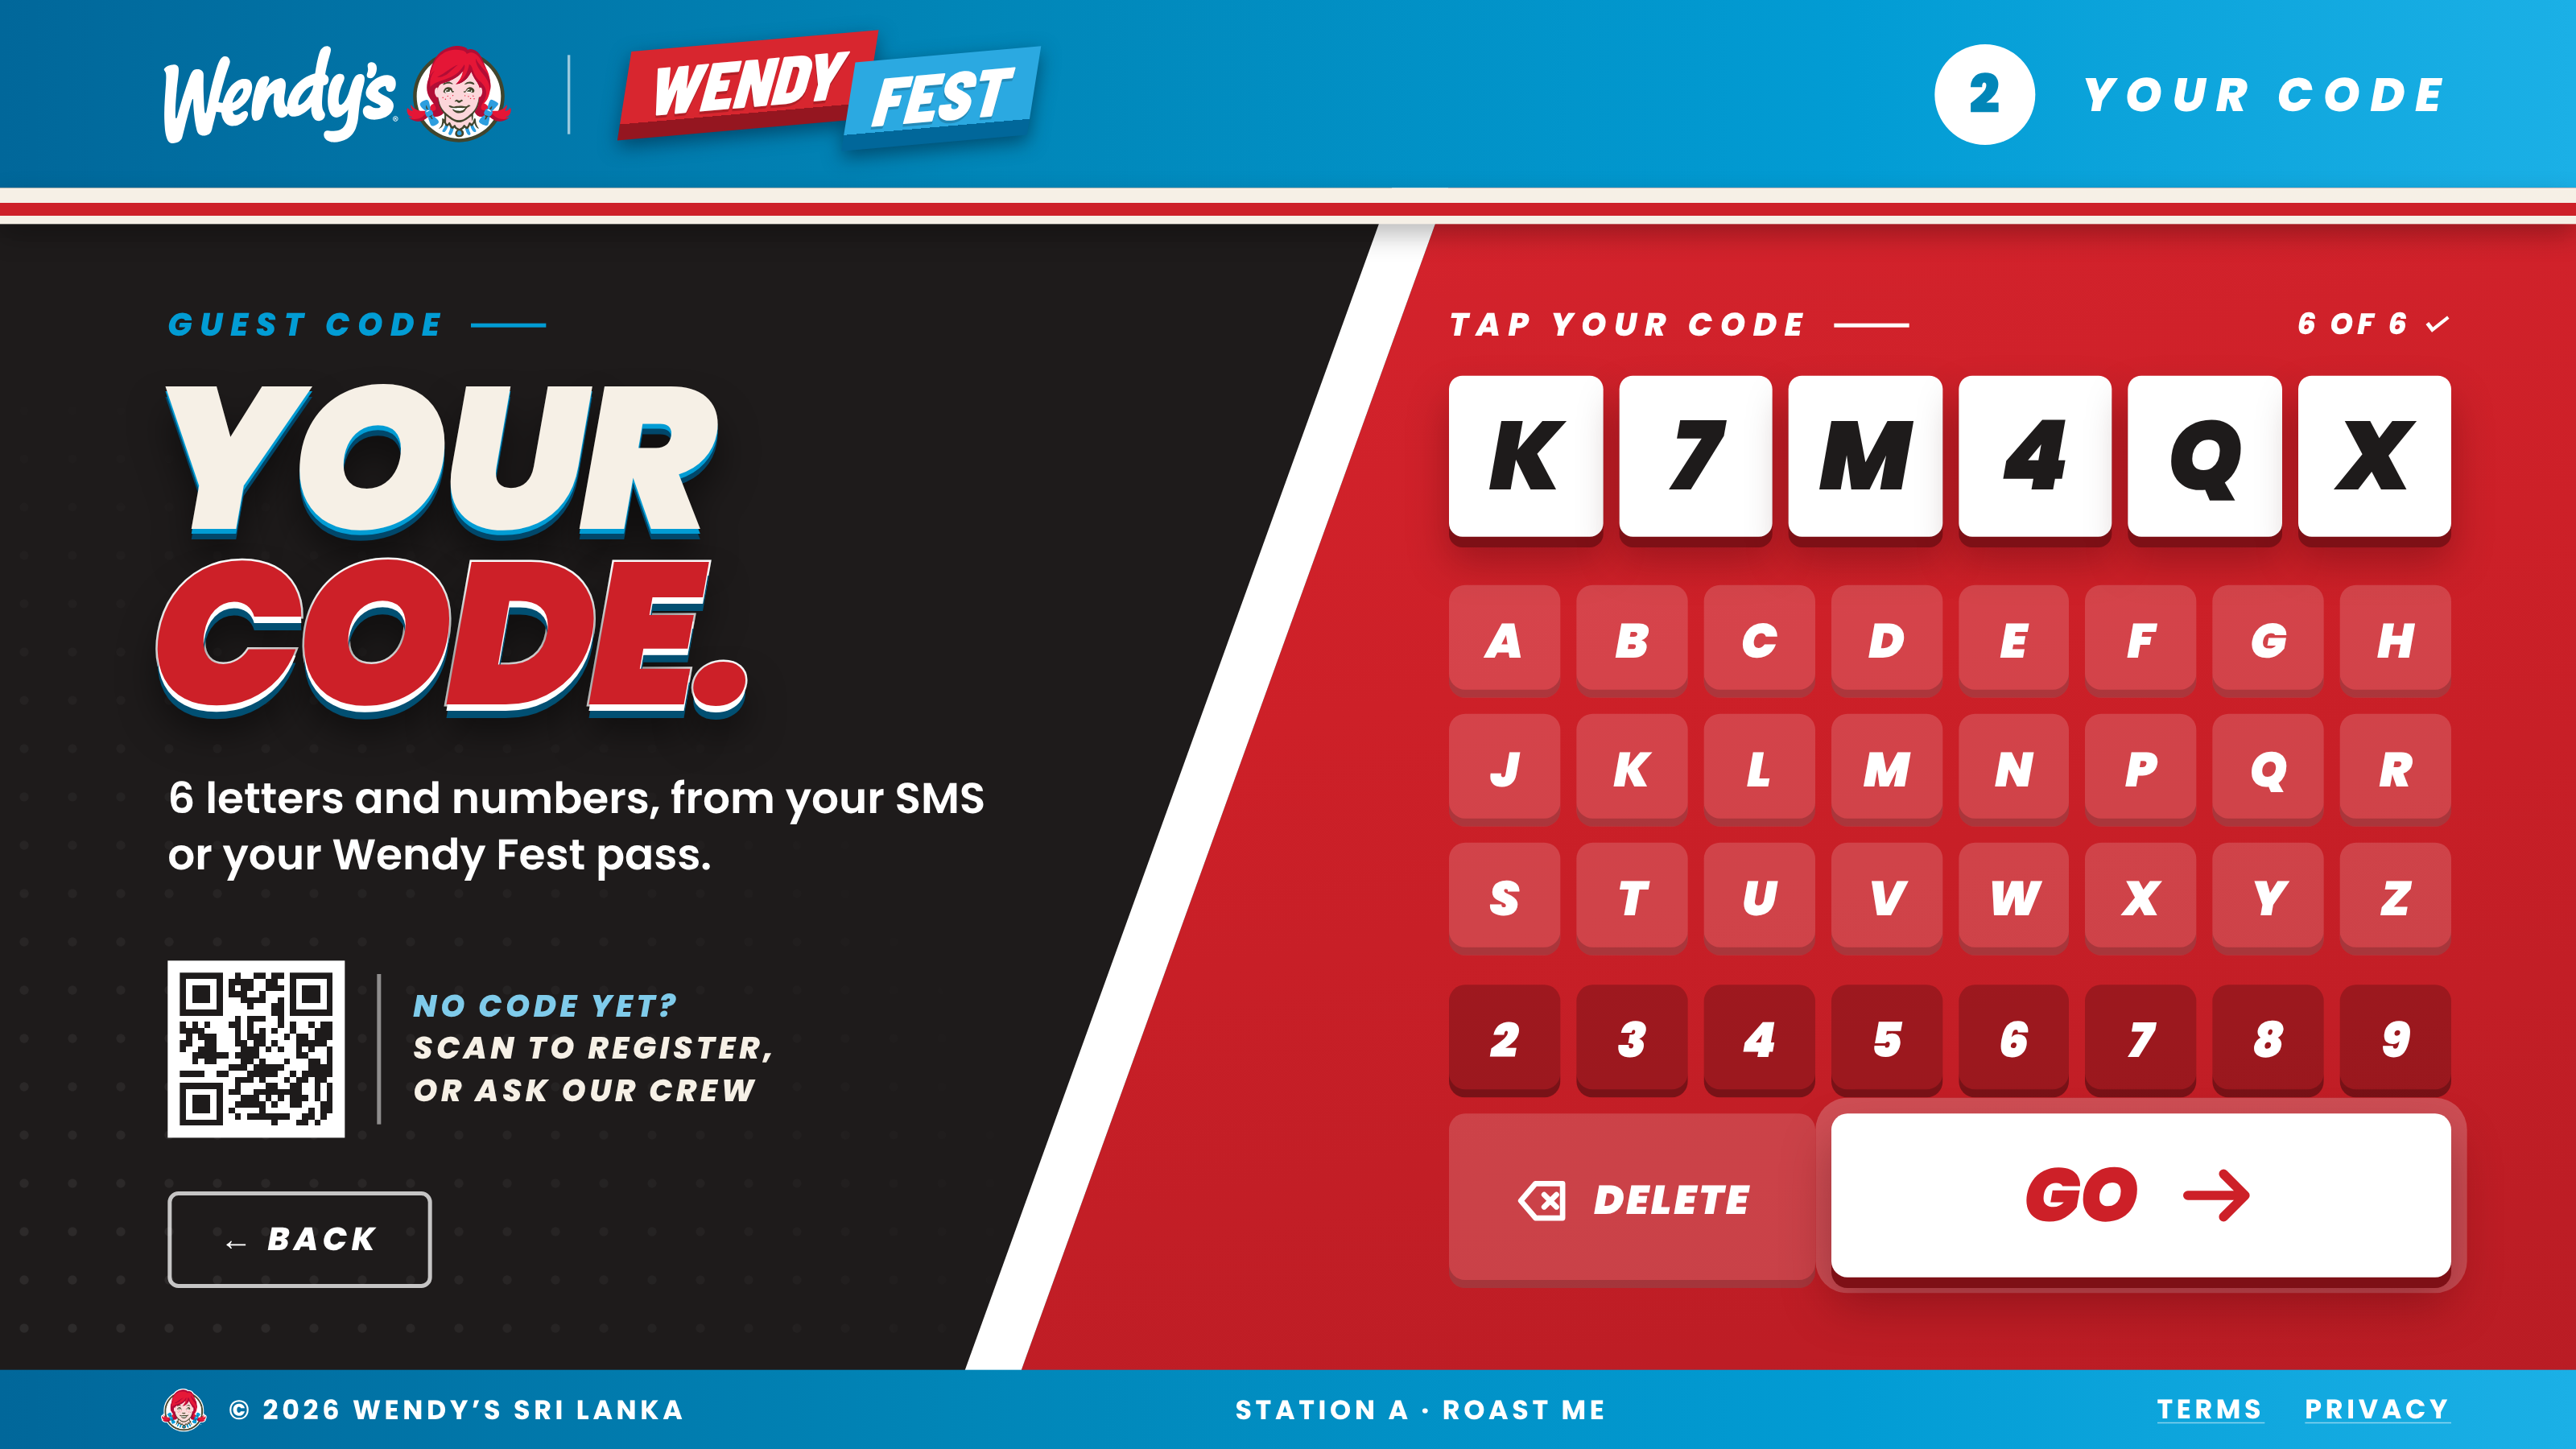 Wendy's
WENDY FEST
2 YOUR CODE
GUEST CODE
YOUR
CODE.
6 letters and numbers, from your SMS
or your Wendy Fest pass.
NO CODE YET?
SCAN TO REGISTER,
OR ASK OUR CREW
← BACK
TAP YOUR CODE
6 OF 6 ✓
K 7 M 4 Q X
A B C D E F G H
J K L M N P Q R
S T U V W X Y Z
2 3 4 5 6 7 8 9
DELETE
GO →
© 2026 WENDY’S SRI LANKA
STATION A · ROAST ME
TERMS PRIVACY